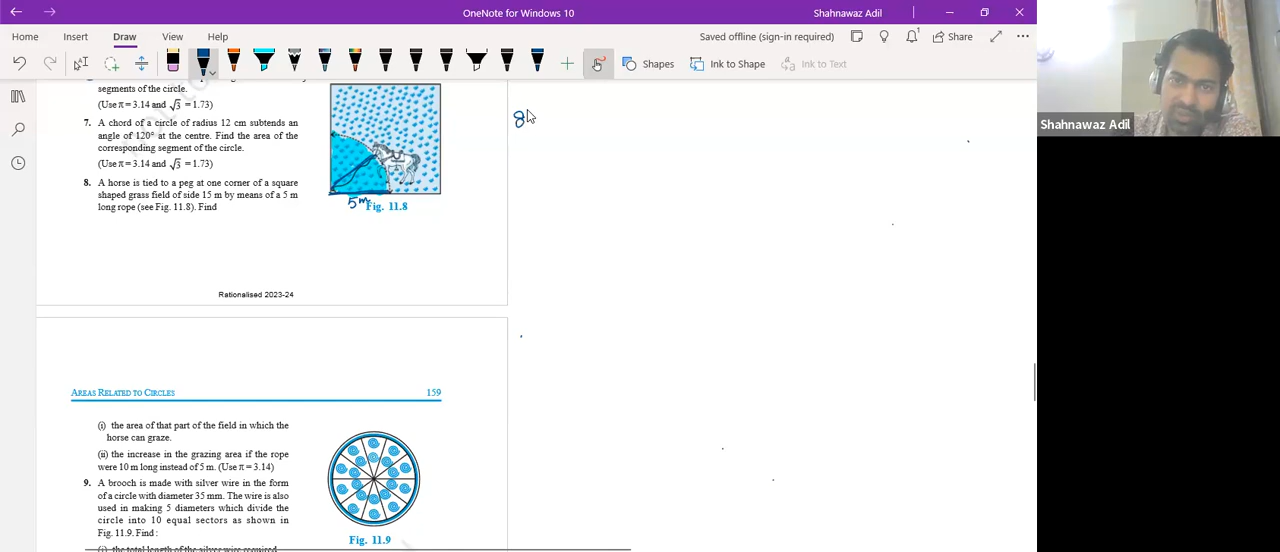 OneNote for Windows 10
Shahnawaz Adil
Home Insert Draw View Help
Saved offline (sign-in required)
Share
Shapes
Ink to Shape
Ink to Text
Shahnawaz Adil
segments of the circle.
(Use π = 3.14 and √3 = 1.73)
7. A chord of a circle of radius 12 cm subtends an
angle of 120° at the centre. Find the area of the
corresponding segment of the circle.
(Use π = 3.14 and √3 = 1.73)
8. A horse is tied to a peg at one corner of a square
shaped grass field of side 15 m by means of a 5 m
long rope (see Fig. 11.8). Find
5m
Fig. 11.8
8
Rationalised 2023-24
AREAS RELATED TO CIRCLES 159
(i) the area of that part of the field in which the
horse can graze.
(ii) the increase in the grazing area if the rope
were 10 m long instead of 5 m. (Use π = 3.14)
9. A brooch is made with silver wire in the form
of a circle with diameter 35 mm. The wire is also
used in making 5 diameters which divide the
circle into 10 equal sectors as shown in
Fig. 11.9. Find :
(i) the total length of the silver wire required
Fig. 11.9